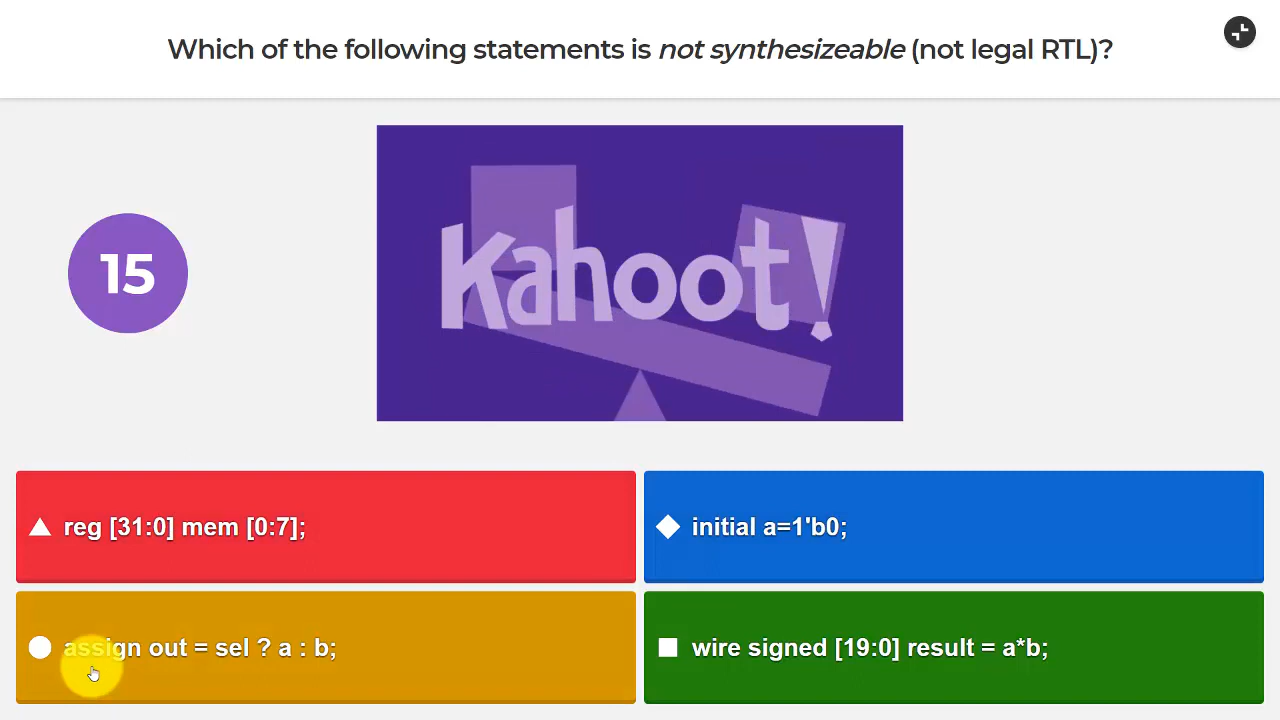 Which of the following statements is not synthesizeable (not legal RTL)?
15
Kahoot!
reg [31:0] mem [0:7];
initial a=1'b0;
assign out = sel ? a : b;
wire signed [19:0] result = a*b;